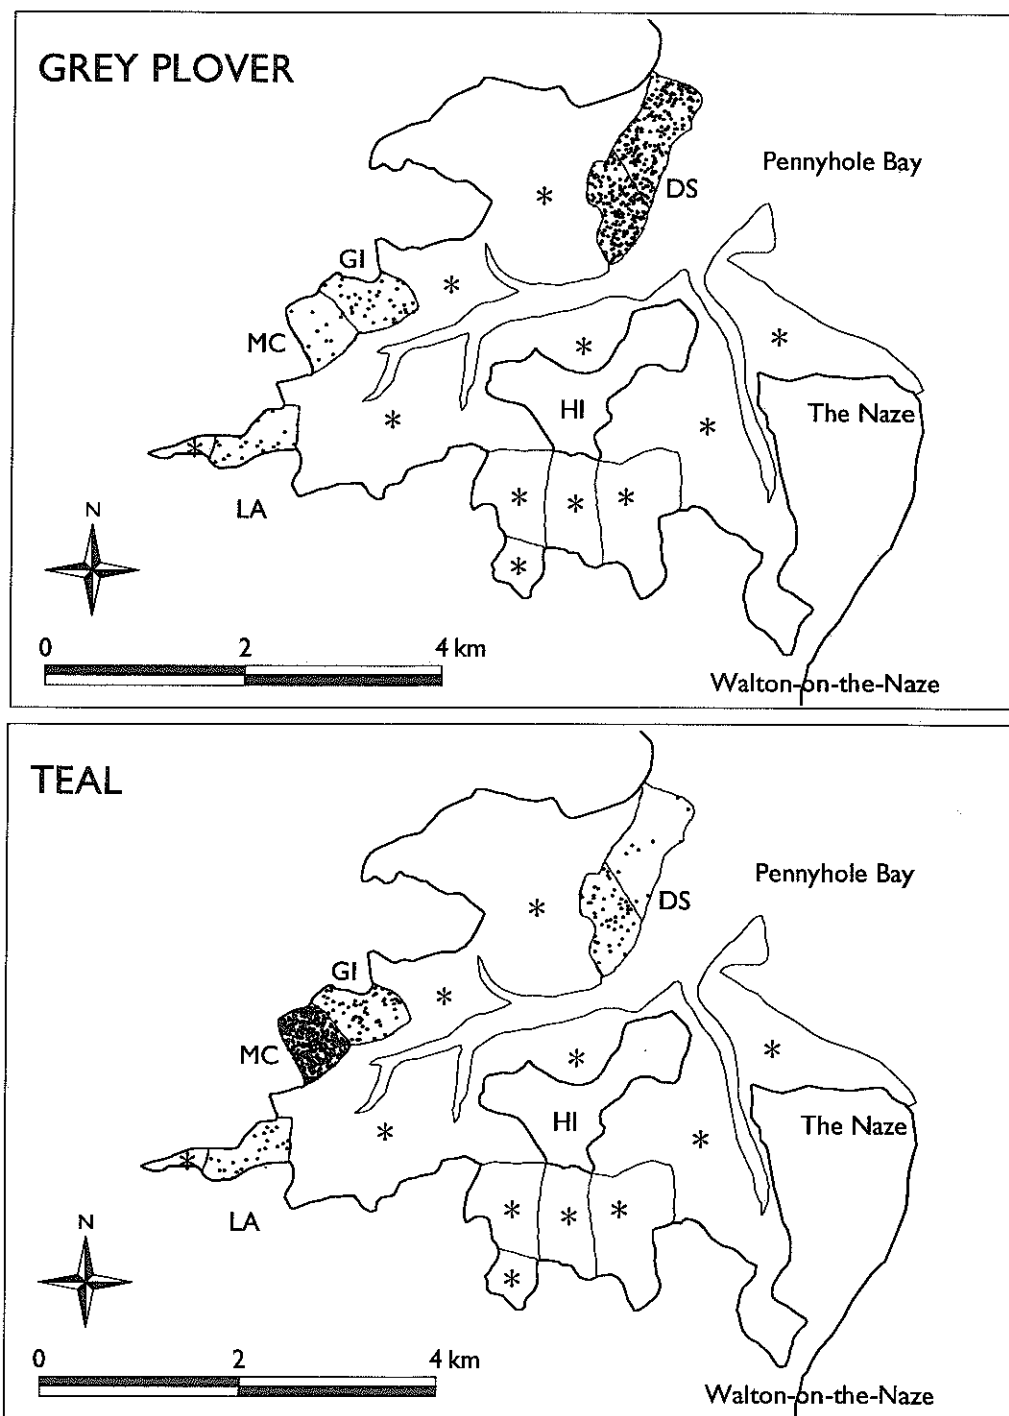 GREY PLOVER
Pennyhole Bay
DS
GI
MC
HI
The Naze
LA
N
0 2 4 km
Walton-on-the-Naze
TEAL
Pennyhole Bay
DS
GI
MC
HI
The Naze
LA
N
0 2 4 km
Walton-on-the-Naze